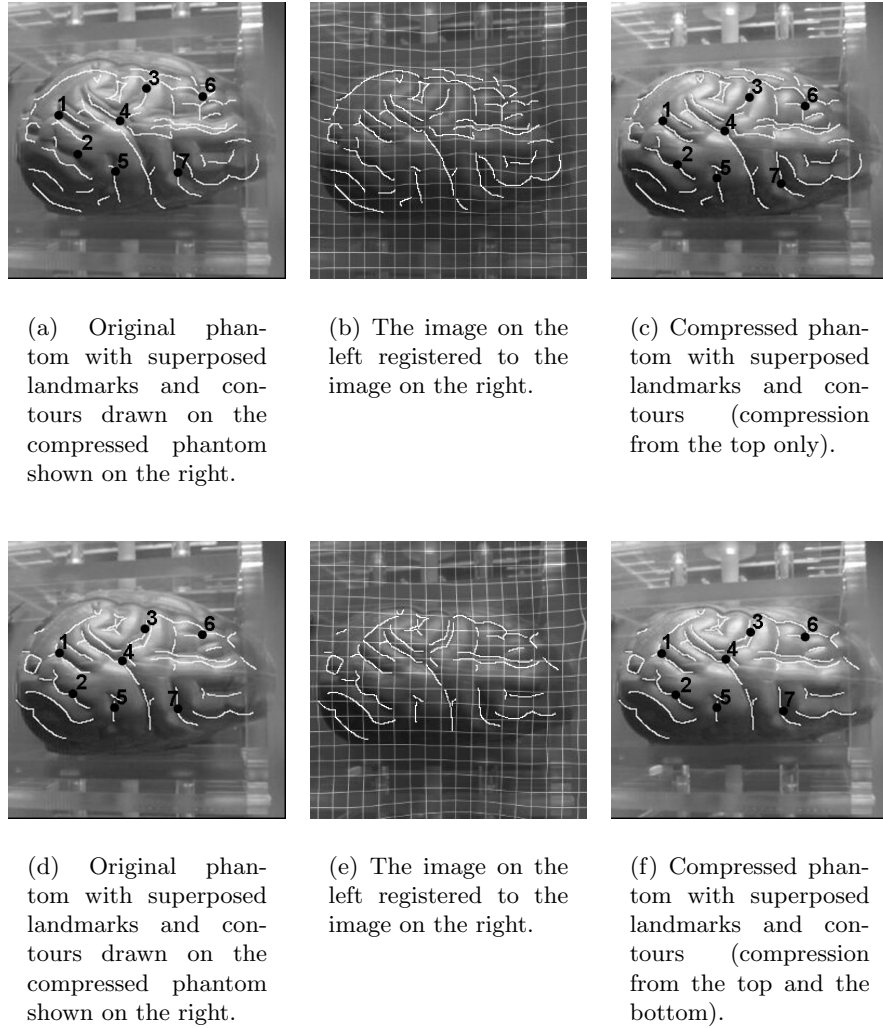 1
2
3
4
5
6
7
1
2
3
4
5
6
7
(a) Original phan-
tom with superposed
landmarks and con-
tours drawn on the
compressed phantom
shown on the right.
(b) The image on the
left registered to the
image on the right.
(c) Compressed phan-
tom with superposed
landmarks and con-
tours (compression
from the top only).
1
2
3
4
5
6
7
1
2
3
4
5
6
7
(d) Original phan-
tom with superposed
landmarks and con-
tours drawn on the
compressed phantom
shown on the right.
(e) The image on the
left registered to the
image on the right.
(f) Compressed phan-
tom with superposed
landmarks and con-
tours (compression
from the top and the
bottom).